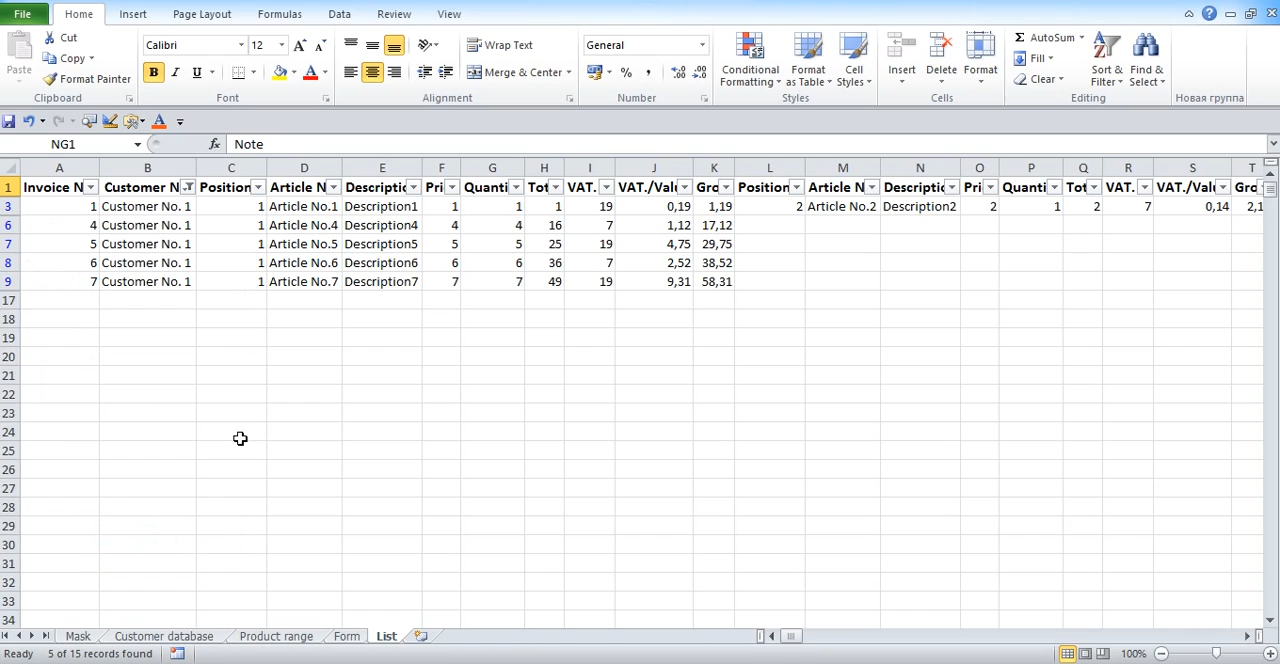 File Home Insert Page Layout Formulas Data Review View
Cut
Copy
Format Painter
Paste
Clipboard
Calibri 12
B I U
Font
Wrap Text
Merge & Center
Alignment
General
% ,
Number
Conditional Formatting
Format as Table
Cell Styles
Styles
Insert Delete Format
Cells
Σ AutoSum
Fill
Clear
Sort & Filter
Find & Select
Editing
Новая группа
NG1 fx Note
A B C D E F G H I J K L M N O P Q R S T
1 Invoice N Customer N Position Article N Descriptio Pri Quanti Tot VAT. VAT./Valu Gro Position Article N Descriptio Pri Quanti Tot VAT. VAT./Valu Gro
3 1 Customer No. 1 1 Article No.1 Description1 1 1 1 19 0,19 1,19 2 Article No.2 Description2 2 1 2 7 0,14 2,1
6 4 Customer No. 1 1 Article No.4 Description4 4 4 16 7 1,12 17,12
7 5 Customer No. 1 1 Article No.5 Description5 5 5 25 19 4,75 29,75
8 6 Customer No. 1 1 Article No.6 Description6 6 6 36 7 2,52 38,52
9 7 Customer No. 1 1 Article No.7 Description7 7 7 49 19 9,31 58,31
17
18
19
20
21
22
23
24
25
26
27
28
29
30
31
32
33
34
Mask Customer database Product range Form List
Ready 5 of 15 records found 100%